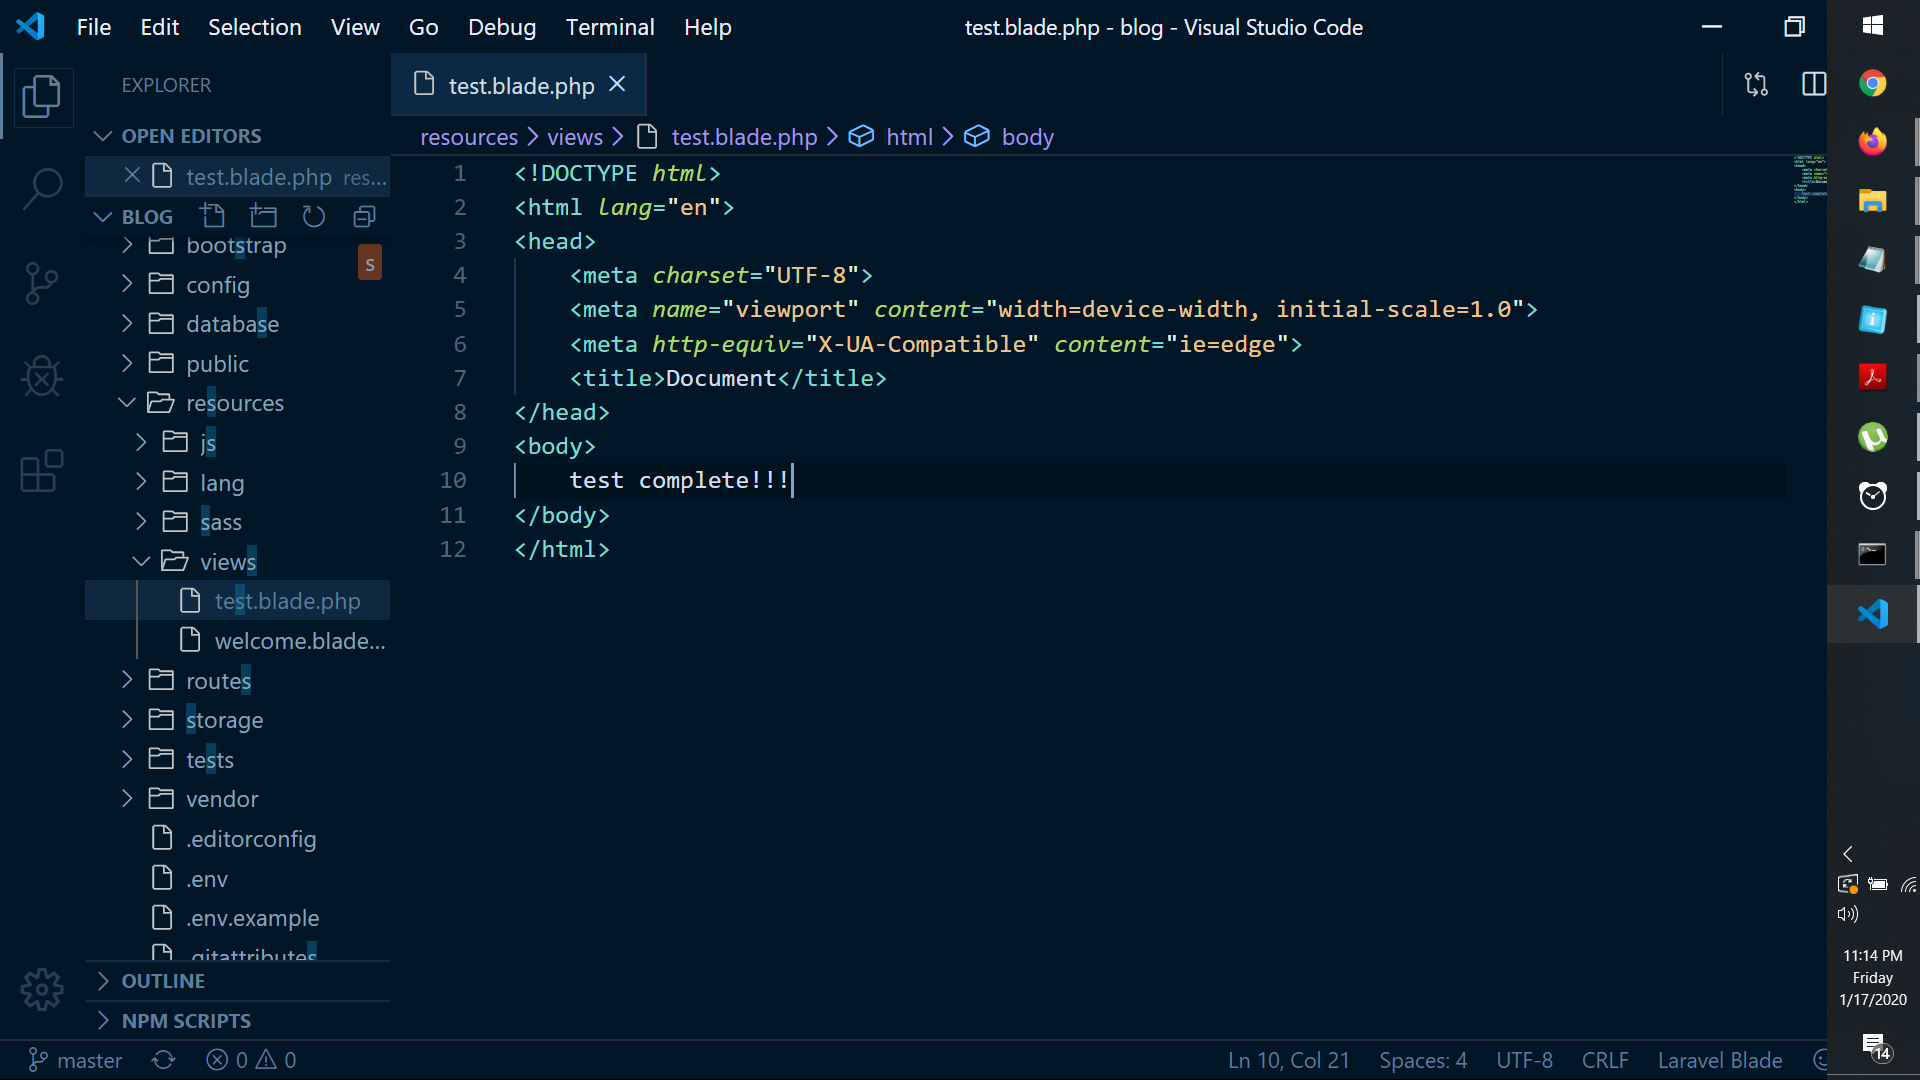 File Edit Selection View Go Debug Terminal Help
test.blade.php - blog - Visual Studio Code
EXPLORER
OPEN EDITORS
test.blade.php res...
BLOG
bootstrap
s
config
database
public
resources
js
lang
sass
views
test.blade.php
welcome.blade...
routes
storage
tests
vendor
.editorconfig
.env
.env.example
.gitattributes
OUTLINE
NPM SCRIPTS
test.blade.php
resources > views > test.blade.php > html > body
1 <!DOCTYPE html>
2 <html lang="en">
3 <head>
4 <meta charset="UTF-8">
5 <meta name="viewport" content="width=device-width, initial-scale=1.0">
6 <meta http-equiv="X-UA-Compatible" content="ie=edge">
7 <title>Document</title>
8 </head>
9 <body>
10 test complete!!!
11 </body>
12 </html>
master 0 0
Ln 10, Col 21 Spaces: 4 UTF-8 CRLF Laravel Blade
11:14 PM
Friday
1/17/2020
14